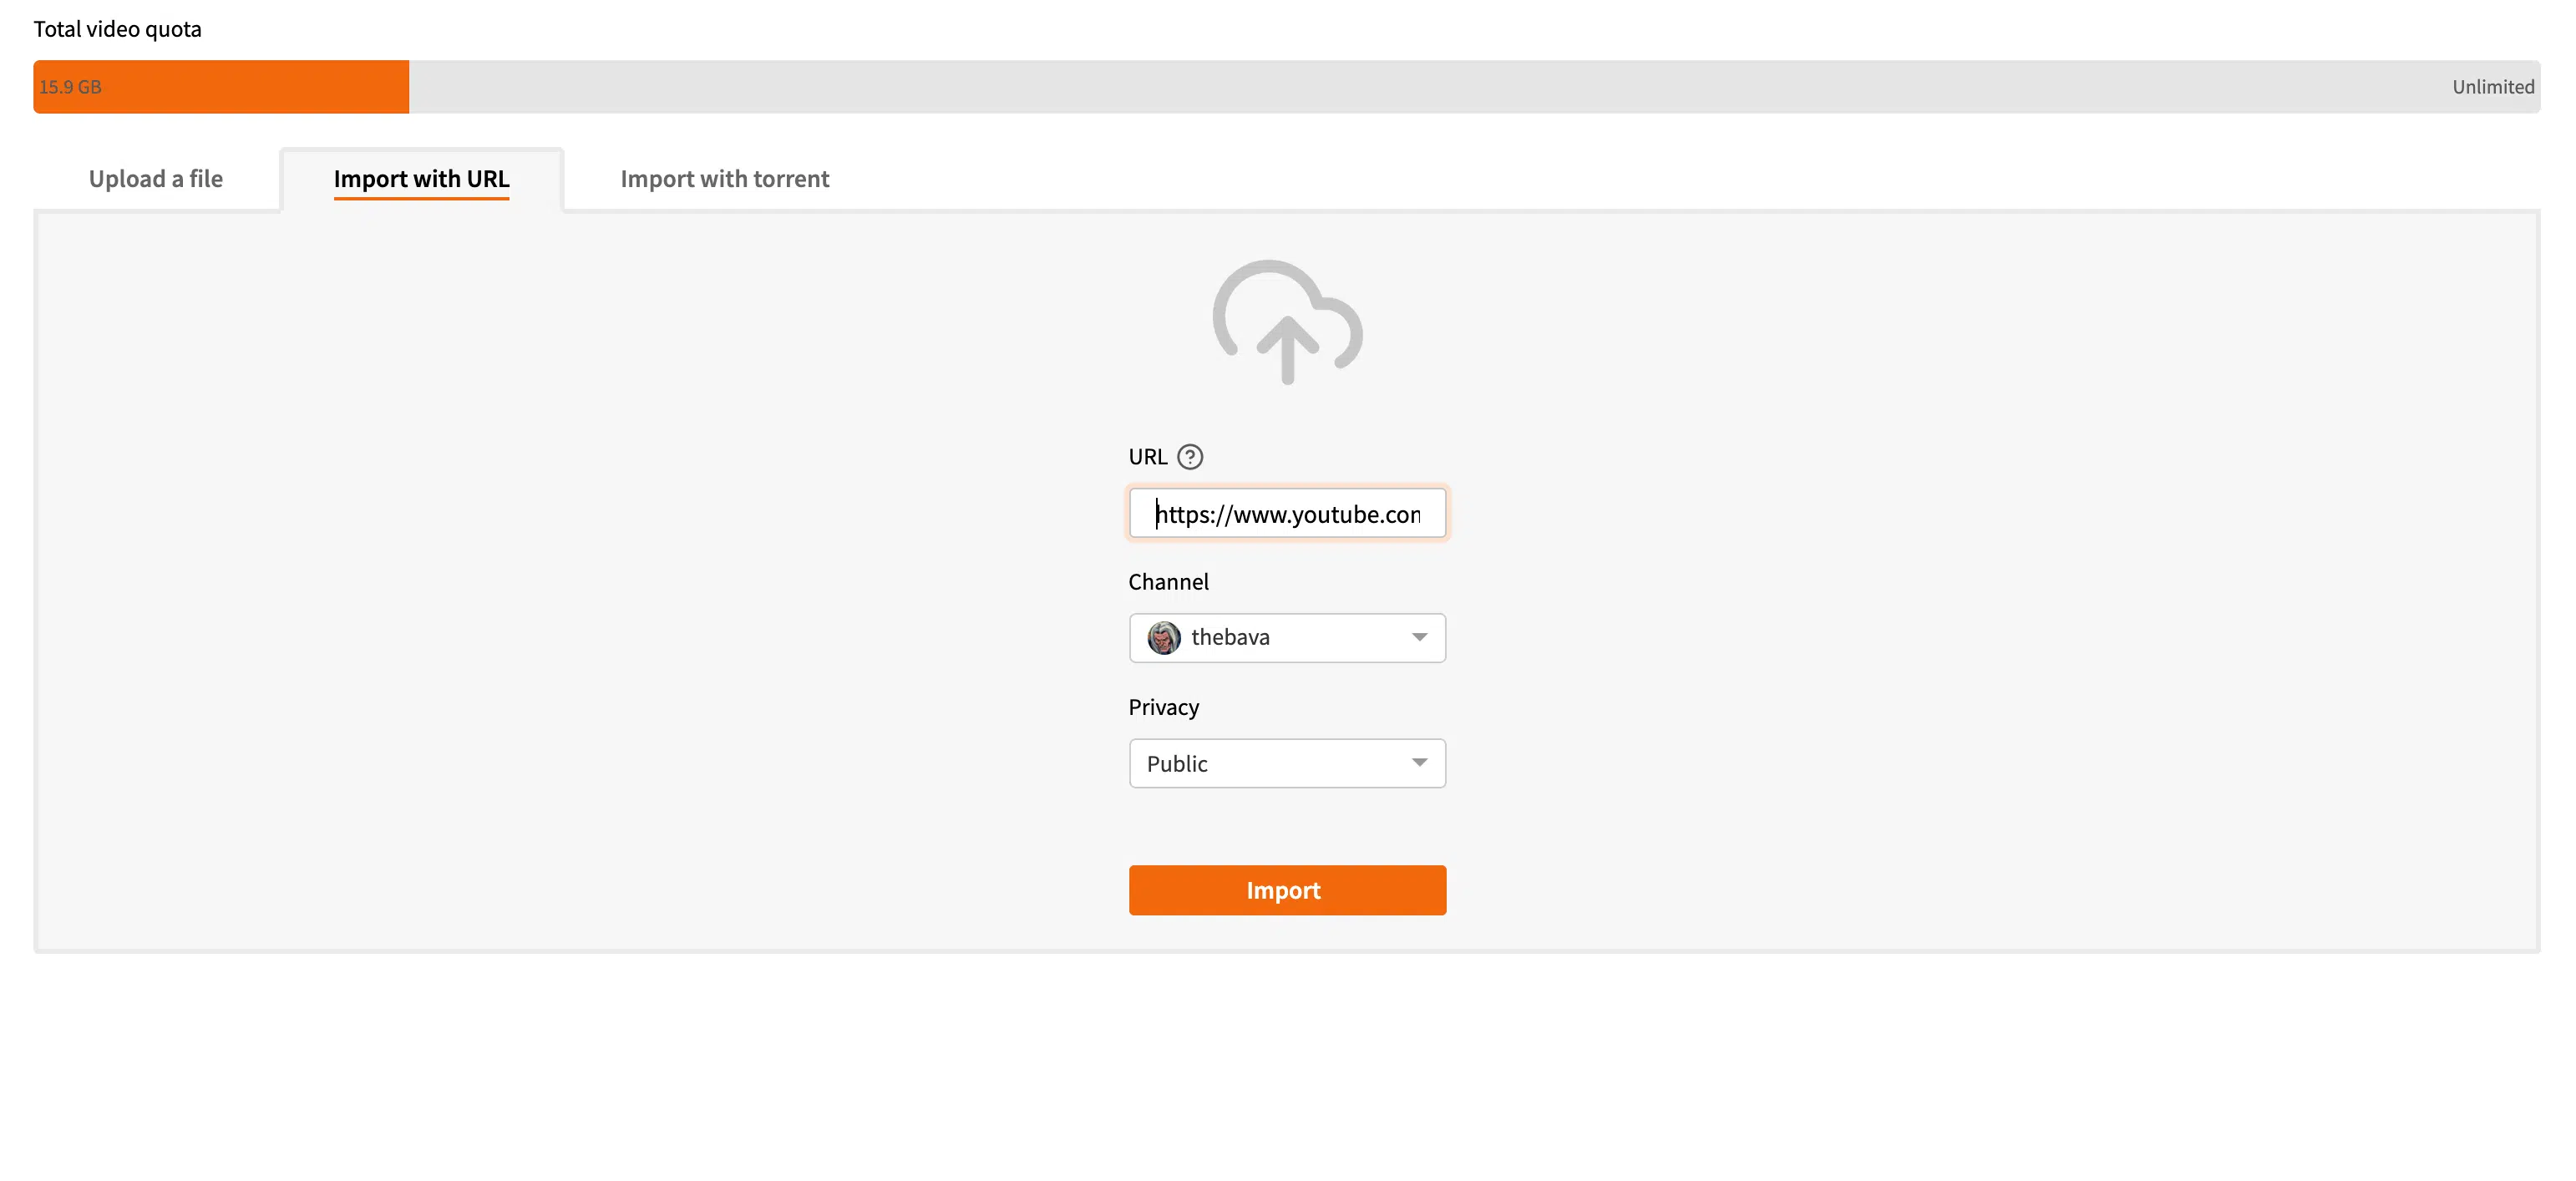 Total video quota
15.9 GB Unlimited
Upload a file Import with URL Import with torrent
URL ?
https://www.youtube.com
Channel
thebava
Privacy
Public
Import